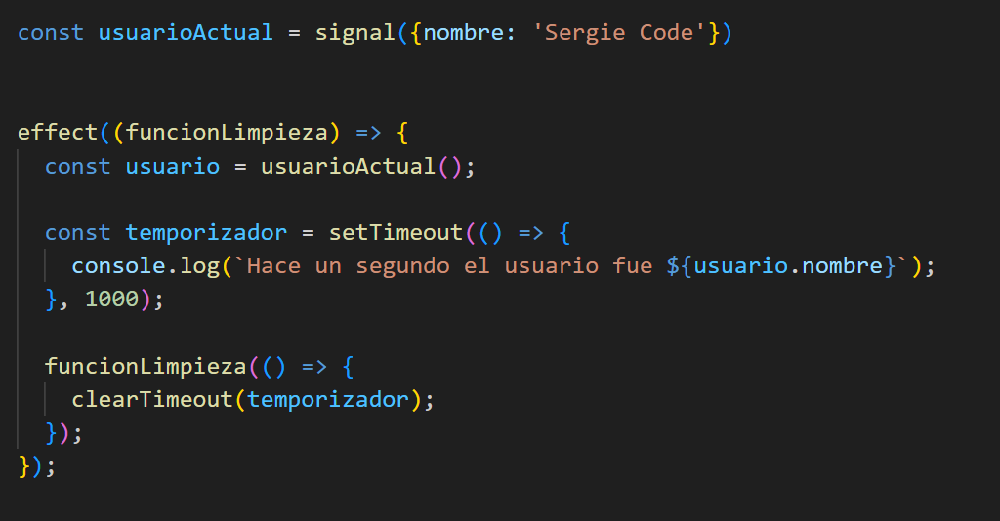 const usuarioActual = signal({nombre: 'Sergie Code'})
effect((funcionLimpieza) => {
const usuario = usuarioActual();
const temporizador = setTimeout(() => {
console.log(`Hace un segundo el usuario fue ${usuario.nombre}`);
}, 1000);
funcionLimpieza(() => {
clearTimeout(temporizador);
});
});